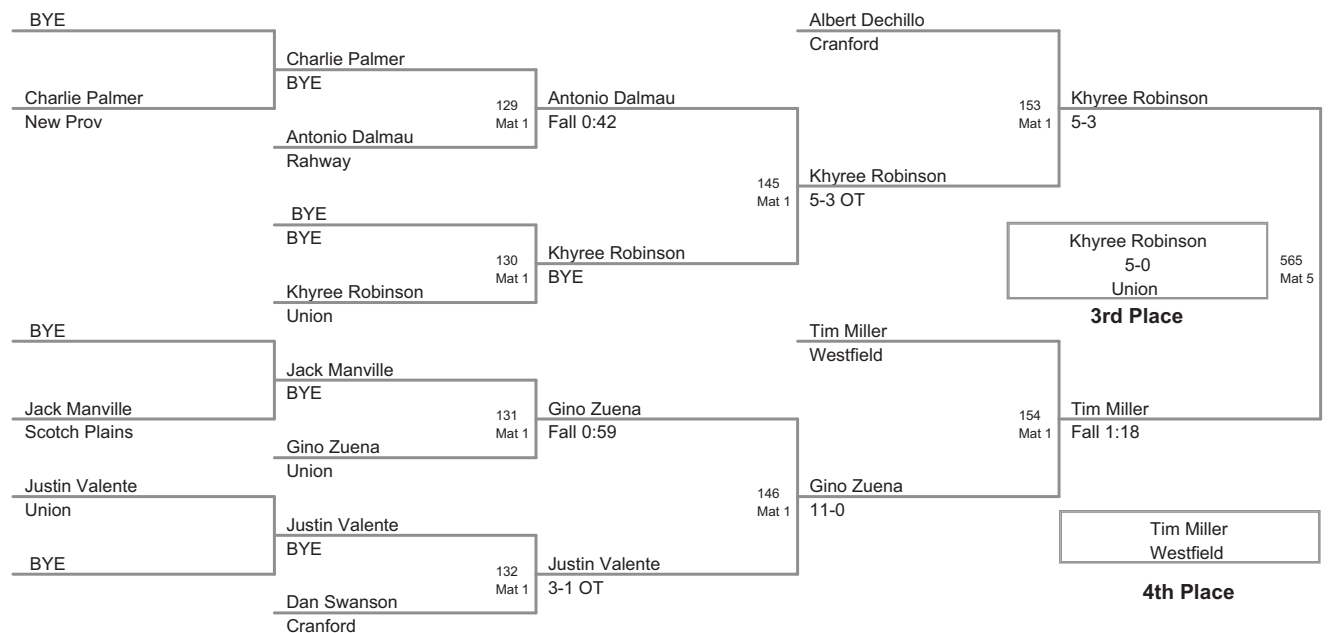 BYE
Albert Dechillo
Cranford
Charlie Palmer
BYE
Charlie Palmer
New Prov
129
Mat 1
Antonio Dalmau
Fall 0:42
153
Mat 1
Khyree Robinson
5-3
Antonio Dalmau
Rahway
145
Mat 1
Khyree Robinson
5-3 OT
BYE
BYE
130
Mat 1
Khyree Robinson
BYE
Khyree Robinson
5-0
Union
565
Mat 5
Khyree Robinson
Union
3rd Place
BYE
Tim Miller
Westfield
Jack Manville
BYE
Jack Manville
Scotch Plains
131
Mat 1
Gino Zuena
Fall 0:59
154
Mat 1
Tim Miller
Fall 1:18
Gino Zuena
Union
Justin Valente
Union
146
Mat 1
Gino Zuena
11-0
Justin Valente
BYE
Tim Miller
Westfield
BYE
132
Mat 1
Justin Valente
3-1 OT
4th Place
Dan Swanson
Cranford